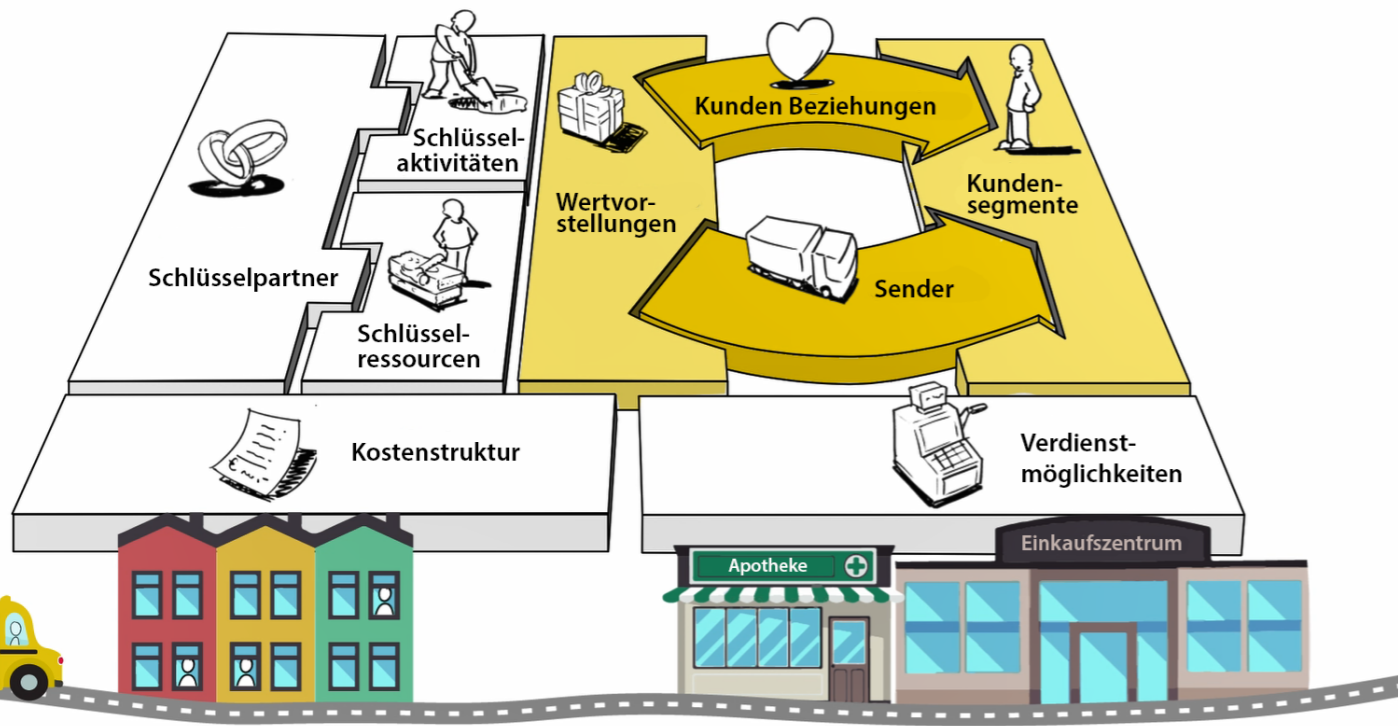 Schlüsselpartner
Schlüssel-
aktivitäten
Schlüssel-
ressourcen
Wertvor-
stellungen
Kunden Beziehungen
Sender
Kunden-
segmente
Kostenstruktur
€
Verdienst-
möglichkeiten
Apotheke
Einkaufszentrum